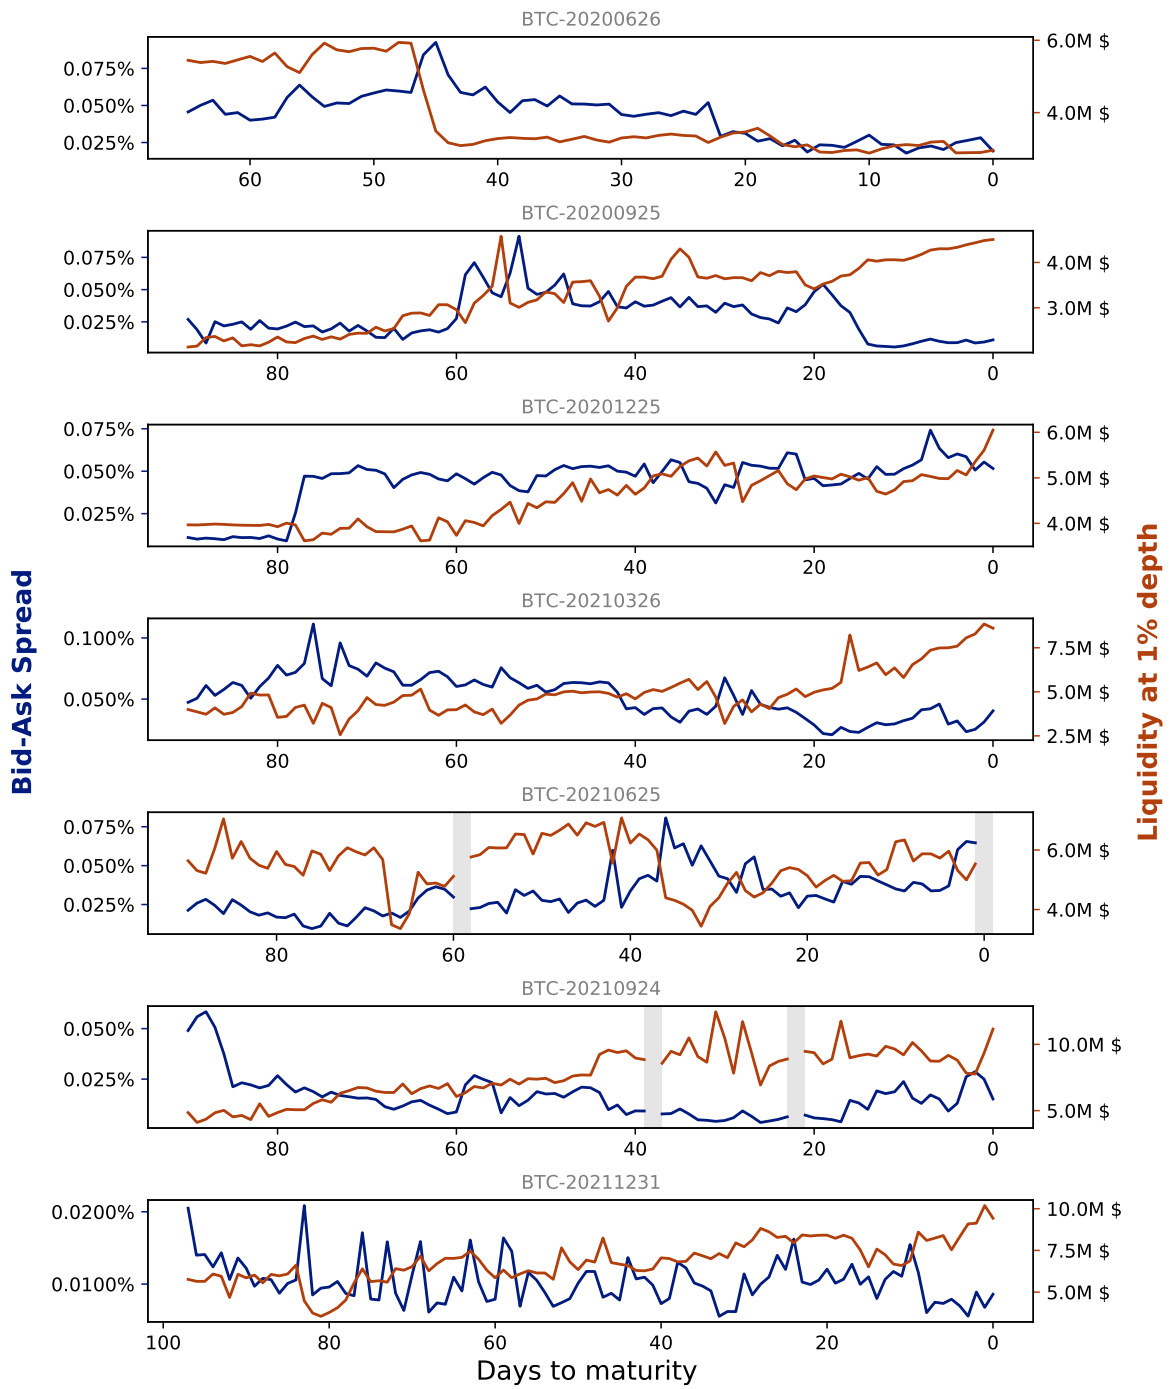 BTC-20200626
0.075%
0.050%
0.025%
6.0M $
4.0M $
60 50 40 30 20 10 0
BTC-20200925
0.075%
0.050%
0.025%
4.0M $
3.0M $
80 60 40 20 0
BTC-20201225
0.075%
0.050%
0.025%
6.0M $
5.0M $
4.0M $
80 60 40 20 0
BTC-20210326
0.100%
0.050%
7.5M $
5.0M $
2.5M $
80 60 40 20 0
BTC-20210625
0.075%
0.050%
0.025%
6.0M $
4.0M $
80 60 40 20 0
BTC-20210924
0.050%
0.025%
10.0M $
5.0M $
80 60 40 20 0
BTC-20211231
0.0200%
0.0100%
10.0M $
7.5M $
5.0M $
100 80 60 40 20 0
Days to maturity
Bid-Ask Spread
Liquidity at 1% depth